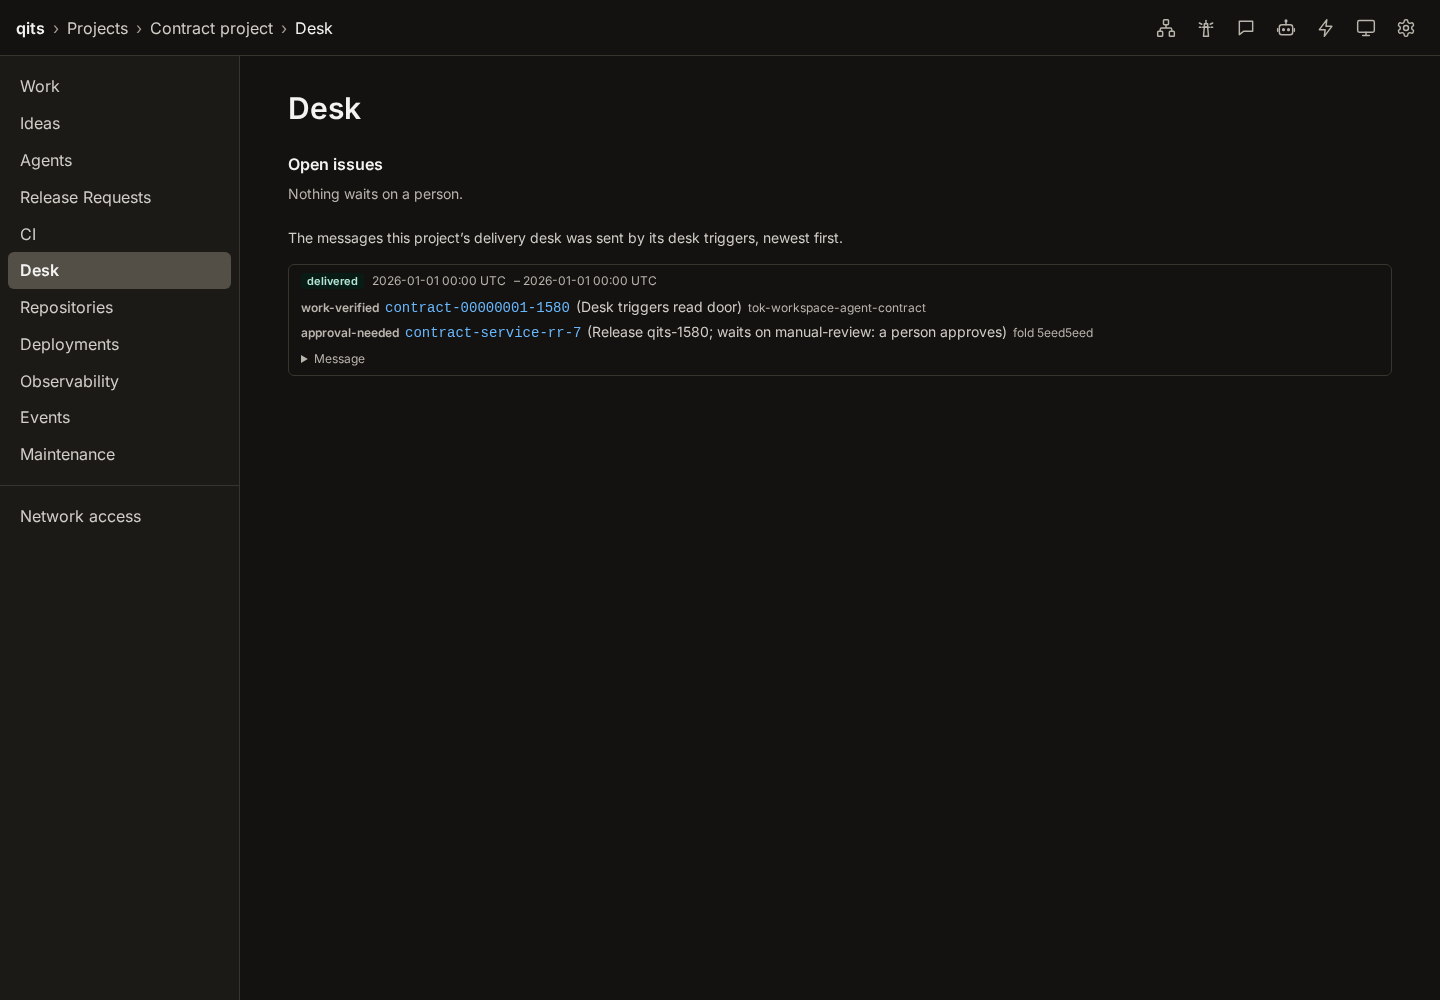 qits › Projects › Contract project › Desk
Work
Ideas
Agents
Release Requests
CI
Desk
Repositories
Deployments
Observability
Events
Maintenance
Network access
Desk
Open issues
Nothing waits on a person.
The messages this project’s delivery desk was sent by its desk triggers, newest first.
delivered 2026-01-01 00:00 UTC – 2026-01-01 00:00 UTC
work-verified contract-00000001-1580 (Desk triggers read door) tok-workspace-agent-contract
approval-needed contract-service-rr-7 (Release qits-1580; waits on manual-review: a person approves) fold 5eed5eed
Message